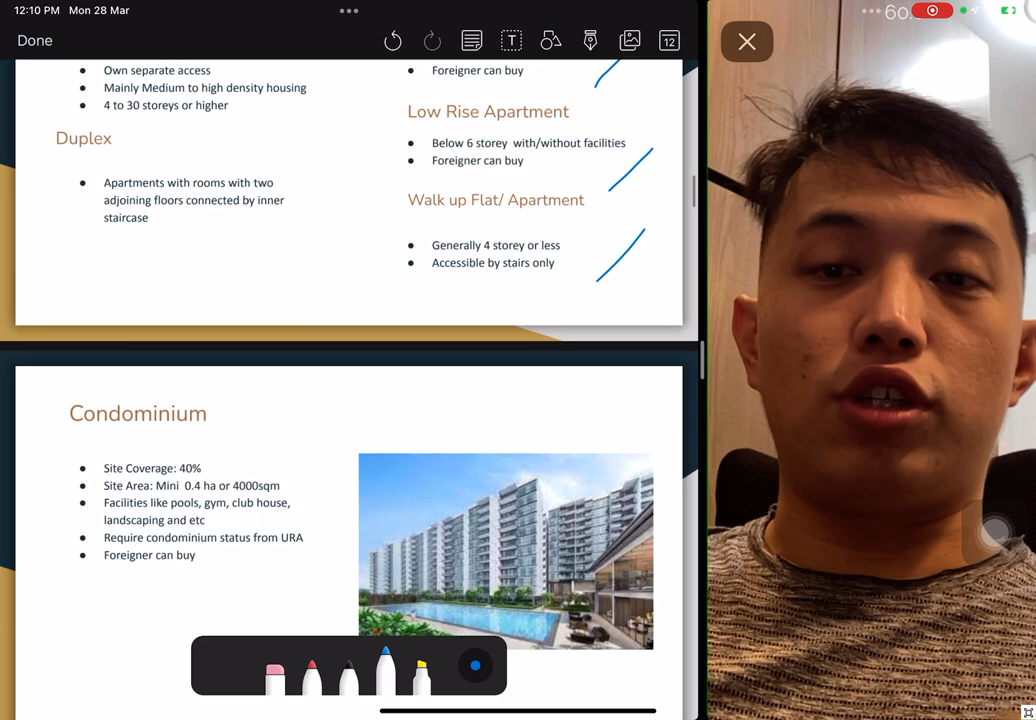 12:10 PM Mon 28 Mar
60
Done
T
12
Own separate access
Mainly Medium to high density housing
4 to 30 storeys or higher
Duplex
Apartments with rooms with two
adjoining floors connected by inner
staircase
Foreigner can buy
Low Rise Apartment
Below 6 storey with/without facilities
Foreigner can buy
Walk up Flat/ Apartment
Generally 4 storey or less
Accessible by stairs only
Condominium
Site Coverage: 40%
Site Area: Mini 0.4 ha or 4000sqm
Facilities like pools, gym, club house,
landscaping and etc
Require condominium status from URA
Foreigner can buy